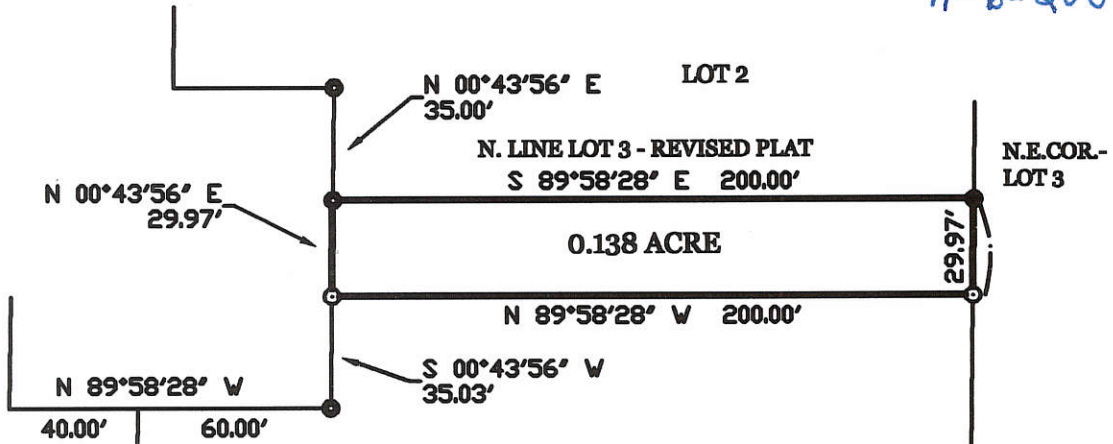 N 00°43'56" E
35.00'
LOT 2
N. LINE LOT 3 - REVISED PLAT
S 89°58'28" E 200.00'
N.E.COR.-
LOT 3
N 00°43'56" E
29.97'
0.138 ACRE
29.97'
N 89°58'28" W 200.00'
S 00°43'56" W
35.03'
N 89°58'28" W
40.00' 60.00'